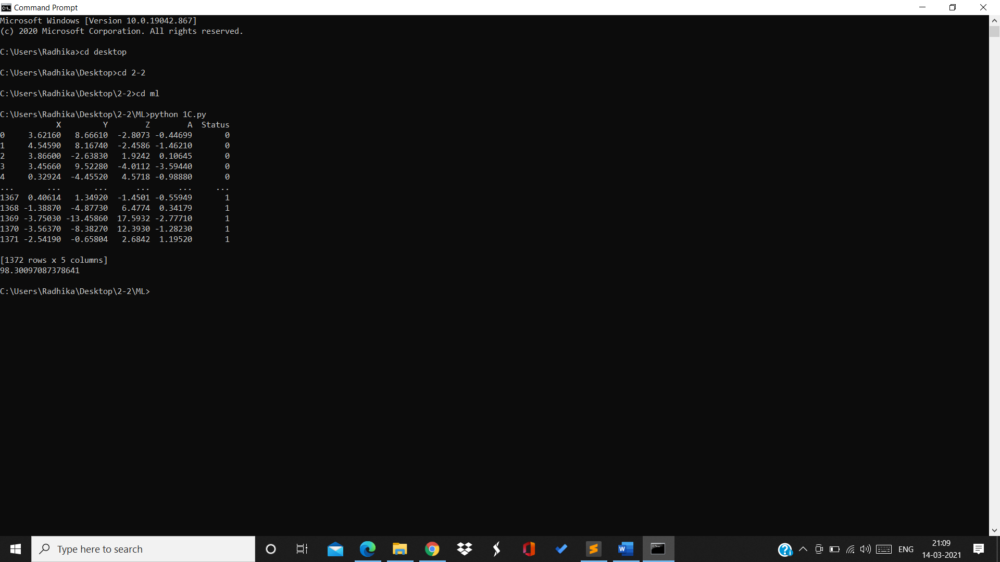 Command Prompt
Microsoft Windows [Version 10.0.19042.867]
(c) 2020 Microsoft Corporation. All rights reserved.
C:\Users\Radhika>cd desktop
C:\Users\Radhika\Desktop>cd 2-2
C:\Users\Radhika\Desktop\2-2>cd ml
C:\Users\Radhika\Desktop\2-2\ML>python 1C.py
X Y Z A Status
0 3.62160 8.66610 -2.8073 -0.44699 0
1 4.54590 8.16740 -2.4586 -1.46210 0
2 3.86600 -2.63830 1.9242 0.10645 0
3 3.45660 9.52280 -4.0112 -3.59440 0
4 0.32924 -4.45520 4.5718 -0.98880 0
... ... ... ... ... ...
1367 0.40614 1.34920 -1.4501 -0.55949 1
1368 -1.38870 -4.87730 6.4774 0.34179 1
1369 -3.75030 -13.45860 17.5932 -2.77710 1
1370 -3.56370 -8.38270 12.3930 -1.28230 1
1371 -2.54190 -0.65804 2.6842 1.19520 1
[1372 rows x 5 columns]
98.30097087378641
C:\Users\Radhika\Desktop\2-2\ML>
Type here to search
ENG
21:09
14-03-2021